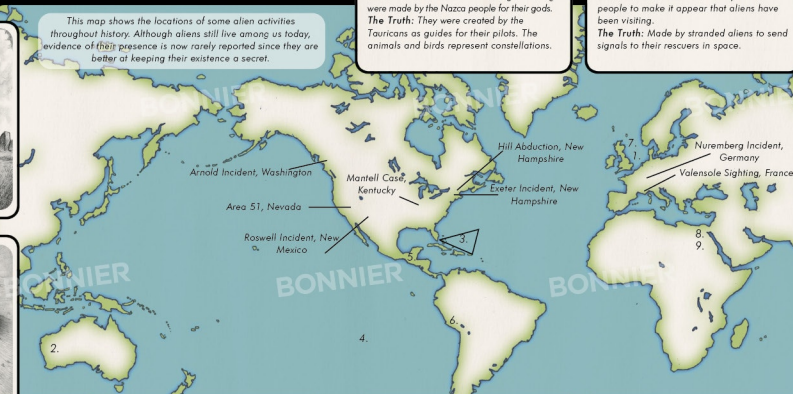 This map shows the locations of some alien activities
throughout history. Although aliens still live among us today,
evidence of their presence is now rarely reported since they are
better at keeping their existence a secret.
were made by the Nazca people for their gods.
The Truth: They were created by the
Tauricans as guides for their pilots. The
animals and birds represent constellations.
people to make it appear that aliens have
been visiting.
The Truth: Made by stranded aliens to send
signals to their rescuers in space.
Arnold Incident, Washington
Mantell Case,
Kentucky
Hill Abduction, New
Hampshire
Exeter Incident, New
Hampshire
Area 51, Nevada
Roswell Incident, New
Mexico
Nuremberg Incident,
Germany
Valensole Sighting, France
7.
1.
3.
8.
9.
5.
6.
4.
2.
BONNIER
BONNIER
BONNIER
BONNIER
BONNIER
BONNIER